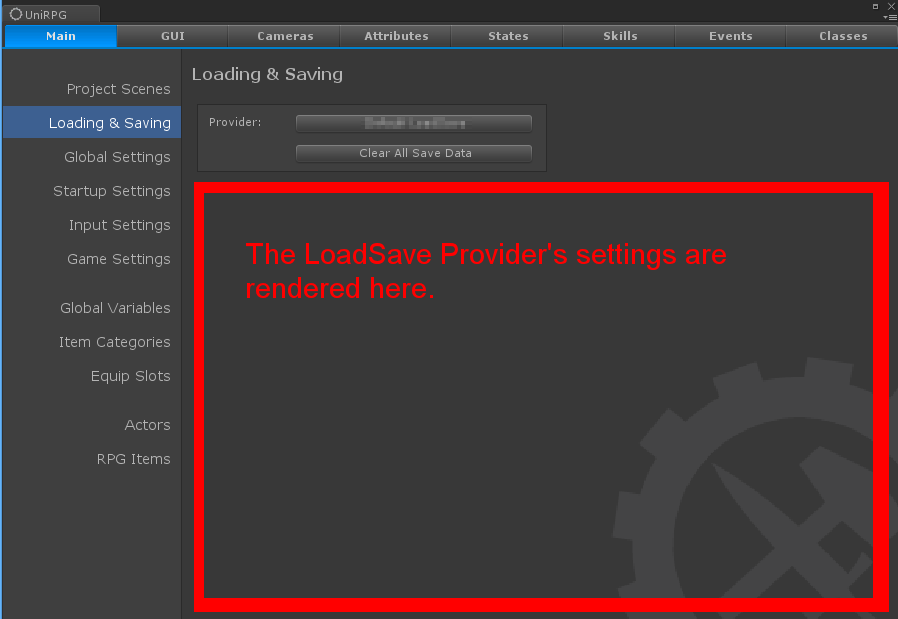 UniRPG
Main GUI Cameras Attributes States Skills Events Classes
Loading & Saving
Project Scenes
Loading & Saving
Global Settings
Startup Settings
Input Settings
Game Settings
Global Variables
Item Categories
Equip Slots
Actors
RPG Items
Provider:
Clear All Save Data
The LoadSave Provider's settings are
rendered here.